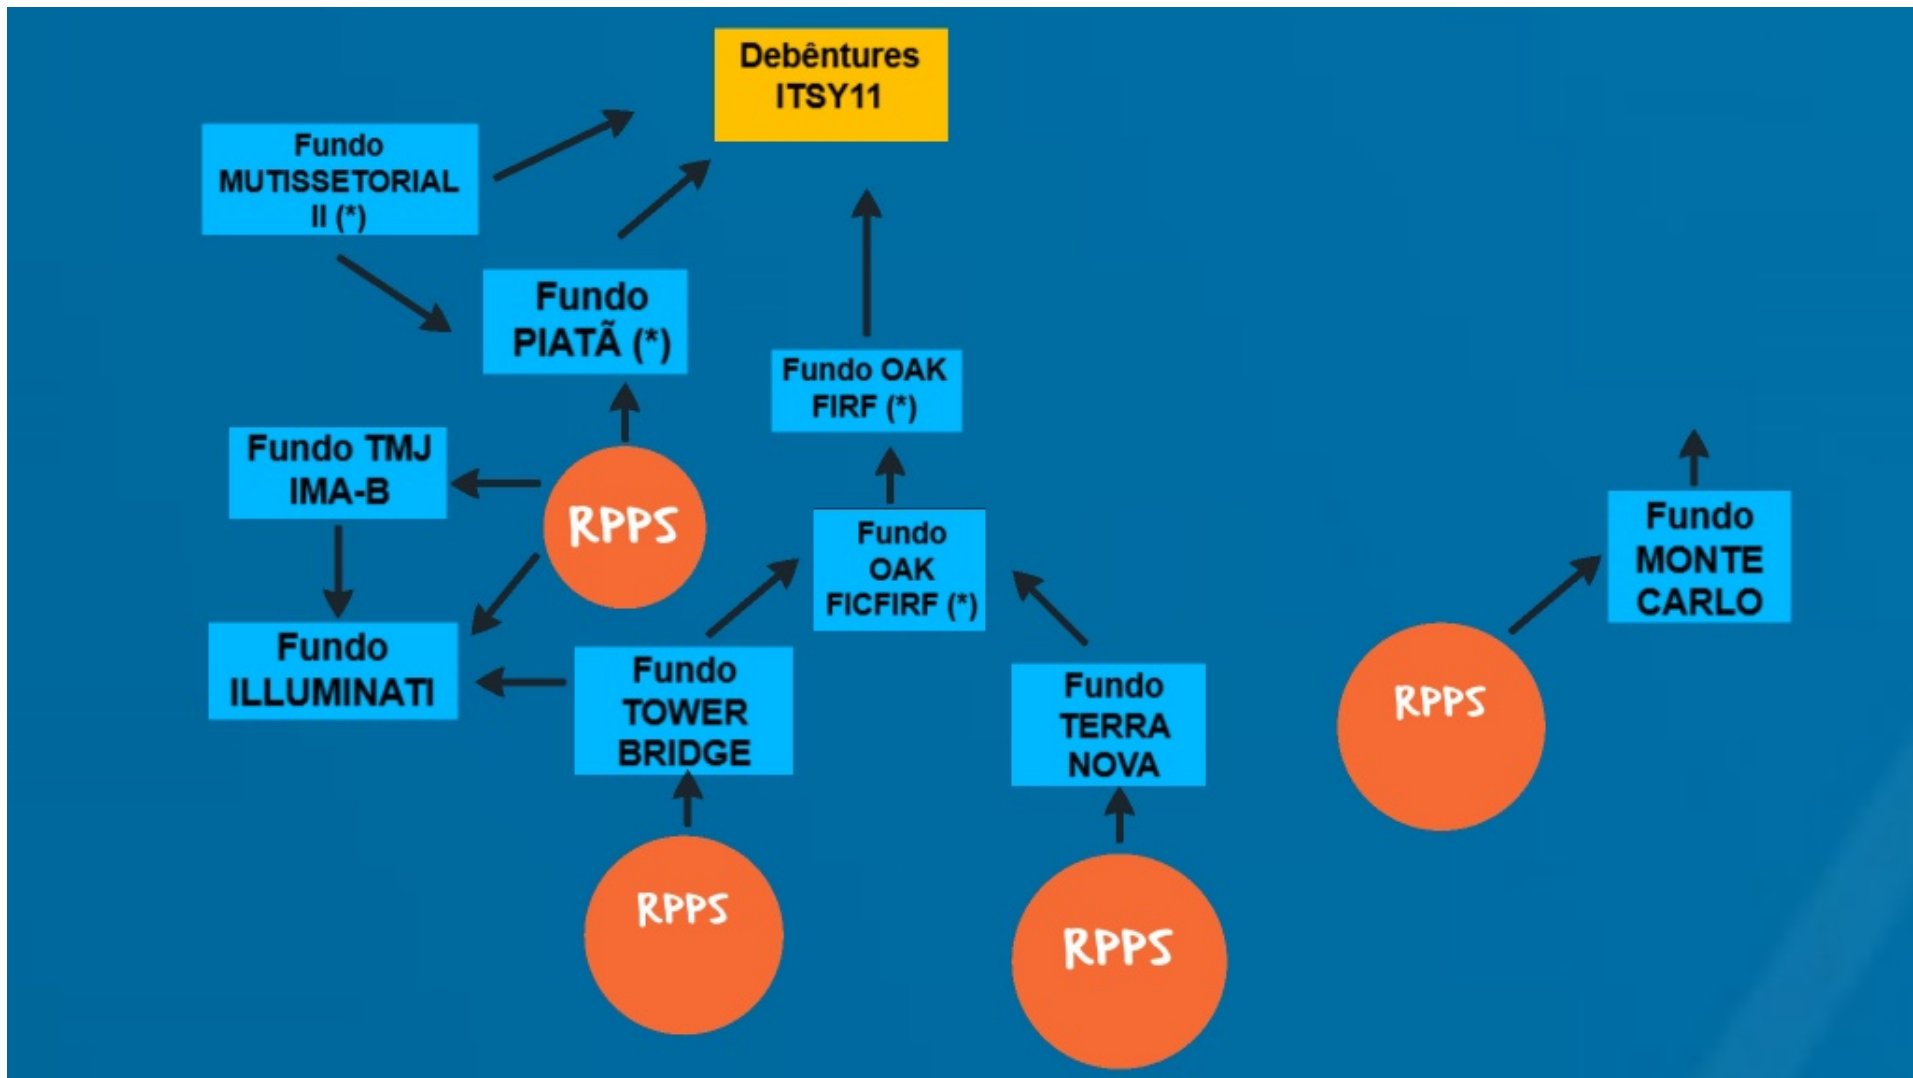 Debêntures
ITSY11
Fundo
MUTISSETORIAL
II (*)
Fundo
PIATÃ (*)
Fundo OAK
FIRF (*)
Fundo TMJ
IMA-B
RPPS
Fundo
OAK
FICFIRF (*)
Fundo
MONTE
CARLO
Fundo
ILLUMINATI
Fundo
TOWER
BRIDGE
Fundo
TERRA
NOVA
RPPS
RPPS
RPPS